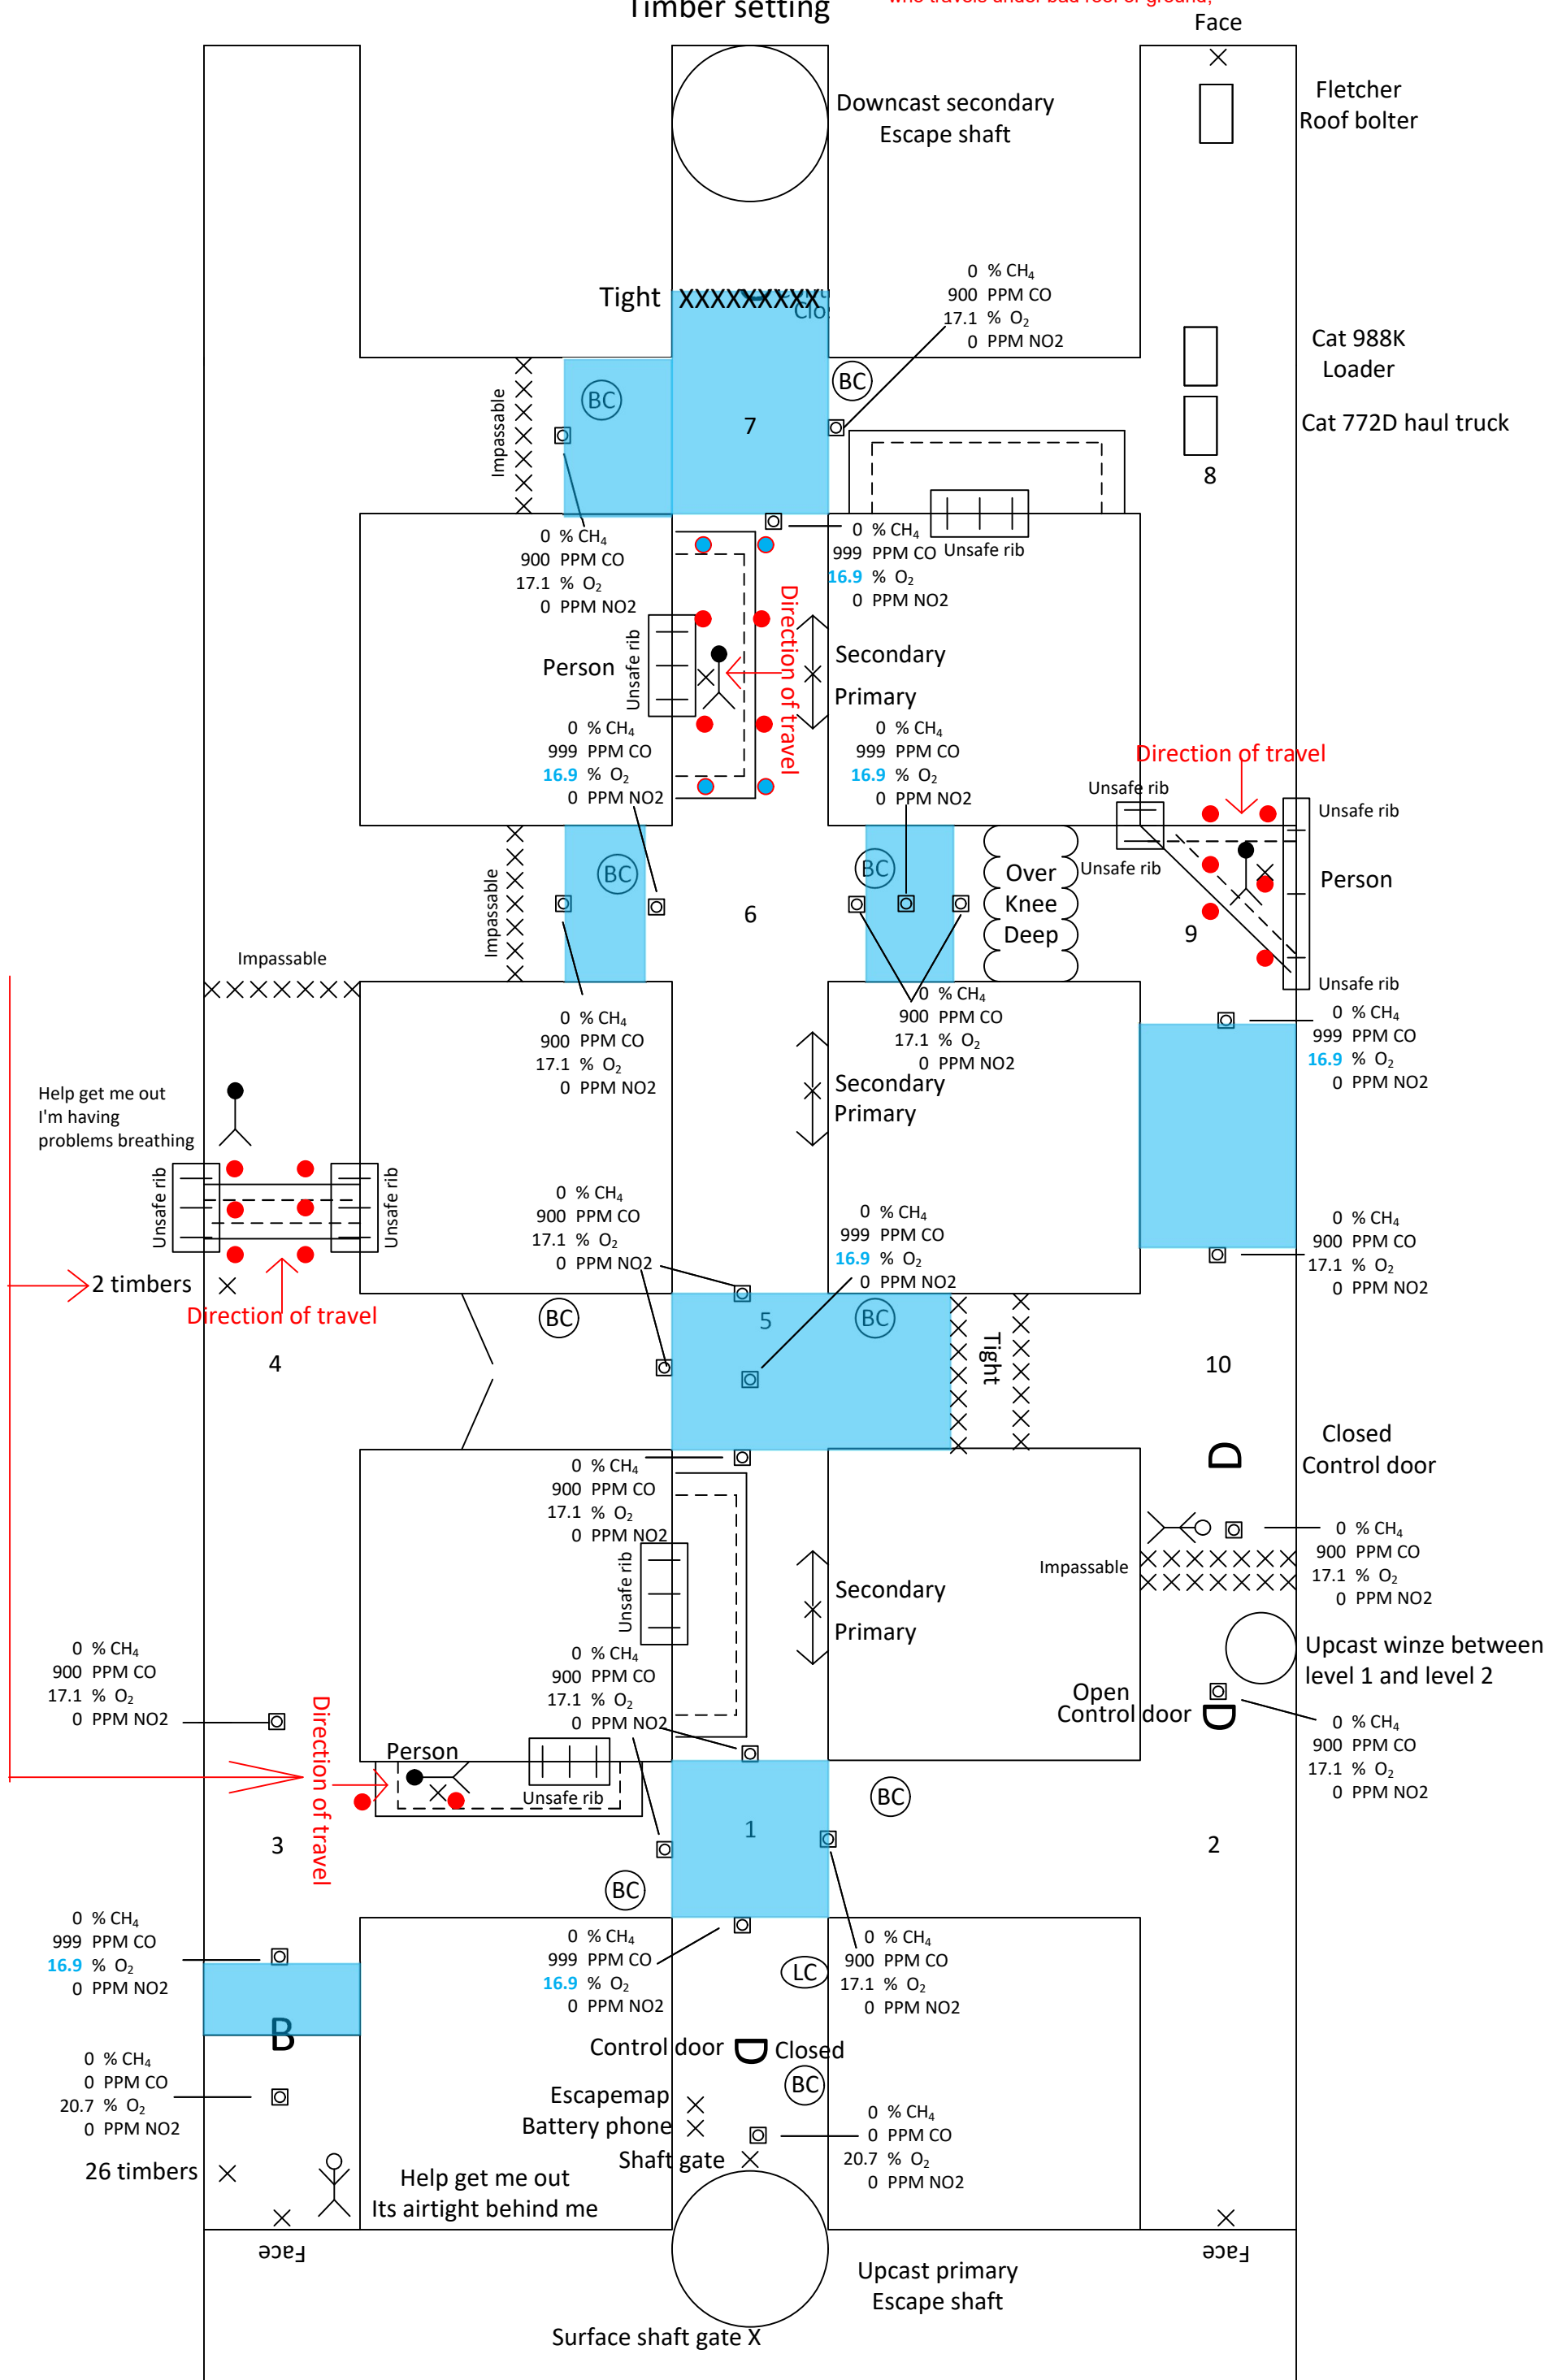 Timber setting
who travels under bad roof or ground;
Face
Fletcher
Roof bolter
Downcast secondary
Escape shaft
0 % CH4
900 PPM CO
17.1 % O2
0 PPM NO2
Tight XXXXXXXXX
Clo
Cat 988K
Loader
Cat 772D haul truck
BC
BC
Impassable
7
8
0 % CH4
900 PPM CO
17.1 % O2
0 PPM NO2
0 % CH4
999 PPM CO
16.9 % O2
0 PPM NO2
Unsafe rib
Direction of travel
Person
Unsafe rib
Secondary
Primary
0 % CH4
999 PPM CO
16.9 % O2
0 PPM NO2
0 % CH4
999 PPM CO
16.9 % O2
0 PPM NO2
Direction of travel
Unsafe rib
Unsafe rib
Unsafe rib
Person
Unsafe rib
Impassable
BC
6
BC
Over
Knee
Deep
9
Impassable
0 % CH4
900 PPM CO
17.1 % O2
0 PPM NO2
0 % CH4
900 PPM CO
17.1 % O2
0 PPM NO2
0 % CH4
999 PPM CO
16.9 % O2
0 PPM NO2
Secondary
Primary
Help get me out
I'm having
problems breathing
Unsafe rib
Unsafe rib
2 timbers
Direction of travel
4
0 % CH4
900 PPM CO
17.1 % O2
0 PPM NO2
0 % CH4
999 PPM CO
16.9 % O2
0 PPM NO2
0 % CH4
900 PPM CO
17.1 % O2
0 PPM NO2
BC
5
BC
Tight
10
D
Closed
Control door
0 % CH4
900 PPM CO
17.1 % O2
0 PPM NO2
Unsafe rib
Secondary
Primary
Impassable
0 % CH4
900 PPM CO
17.1 % O2
0 PPM NO2
Upcast winze between
level 1 and level 2
Open
Control door D
0 % CH4
900 PPM CO
17.1 % O2
0 PPM NO2
0 % CH4
900 PPM CO
17.1 % O2
0 PPM NO2
0 % CH4
900 PPM CO
17.1 % O2
0 PPM NO2
Direction of travel
Person
Unsafe rib
BC
3
1
2
BC
0 % CH4
999 PPM CO
16.9 % O2
0 PPM NO2
0 % CH4
999 PPM CO
16.9 % O2
0 PPM NO2
LC
0 % CH4
900 PPM CO
17.1 % O2
0 PPM NO2
B
Control door D Closed
BC
0 % CH4
0 PPM CO
20.7 % O2
0 PPM NO2
Escapemap
Battery phone
Shaft gate
0 % CH4
0 PPM CO
20.7 % O2
0 PPM NO2
26 timbers
Help get me out
Its airtight behind me
Face
Face
Upcast primary
Escape shaft
Surface shaft gate X